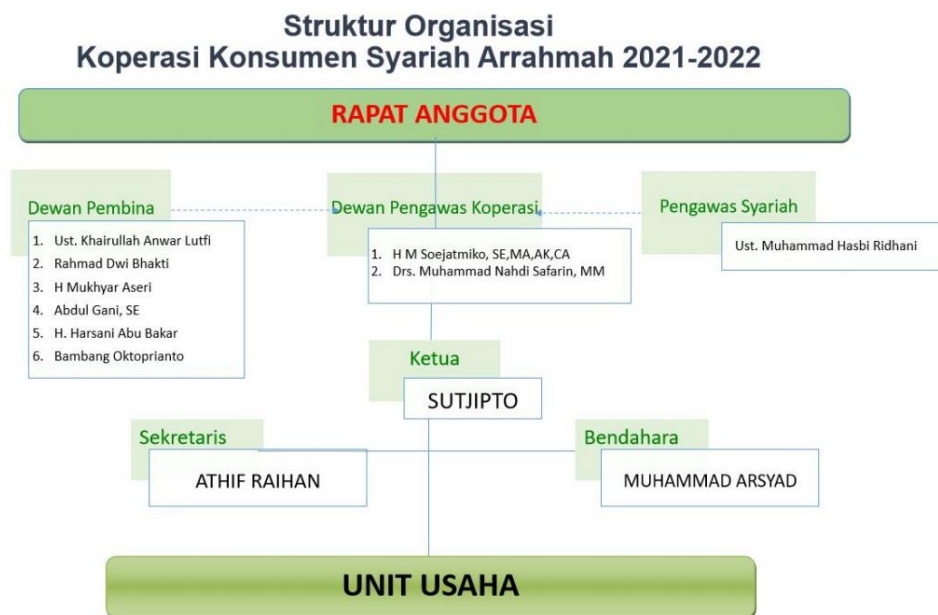 Struktur Organisasi
Koperasi Konsumen Syariah Arrahmah 2021-2022
RAPAT ANGGOTA
Dewan Pembina
1. Ust. Khairullah Anwar Lutfi
2. Rahmad Dwi Bhakti
3. H Mukhyar Aseri
4. Abdul Gani, SE
5. H. Harsani Abu Bakar
6. Bambang Oktoprianto
Dewan Pengawas Koperasi
1. H M Soejatmiko, SE,MA,AK,CA
2. Drs. Muhammad Nahdi Safarin, MM
Pengawas Syariah
Ust. Muhammad Hasbi Ridhani
Ketua
SUTJIPTO
Sekretaris
ATHIF RAIHAN
Bendahara
MUHAMMAD ARSYAD
UNIT USAHA